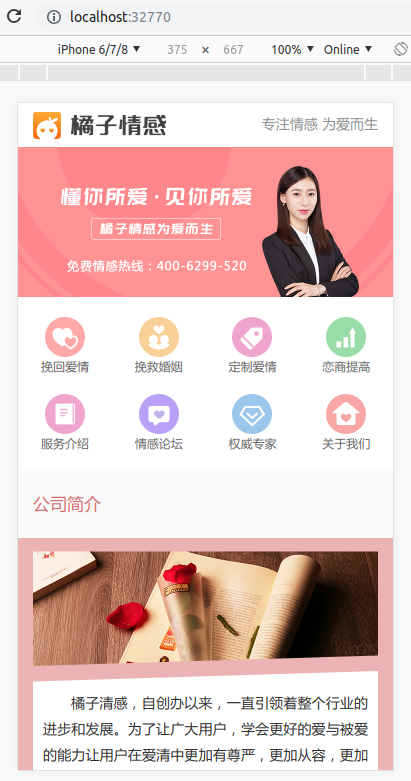 localhost:32770
iPhone 6/7/8 ▼ 375 × 667 100% ▼ Online ▼
橘子情感 专注情感 为爱而生
懂你所爱·见你所爱
橘子情感为爱而生
免费情感热线：400-6299-520
挽回爱情 挽救婚姻 定制爱情 恋商提高
服务介绍 情感论坛 权威专家 关于我们
公司简介
橘子清感，自创办以来，一直引领着整个行业的
进步和发展。为了让广大用户，学会更好的爱与被爱
的能力让用户在爱清中更加有尊严，更加从容，更加